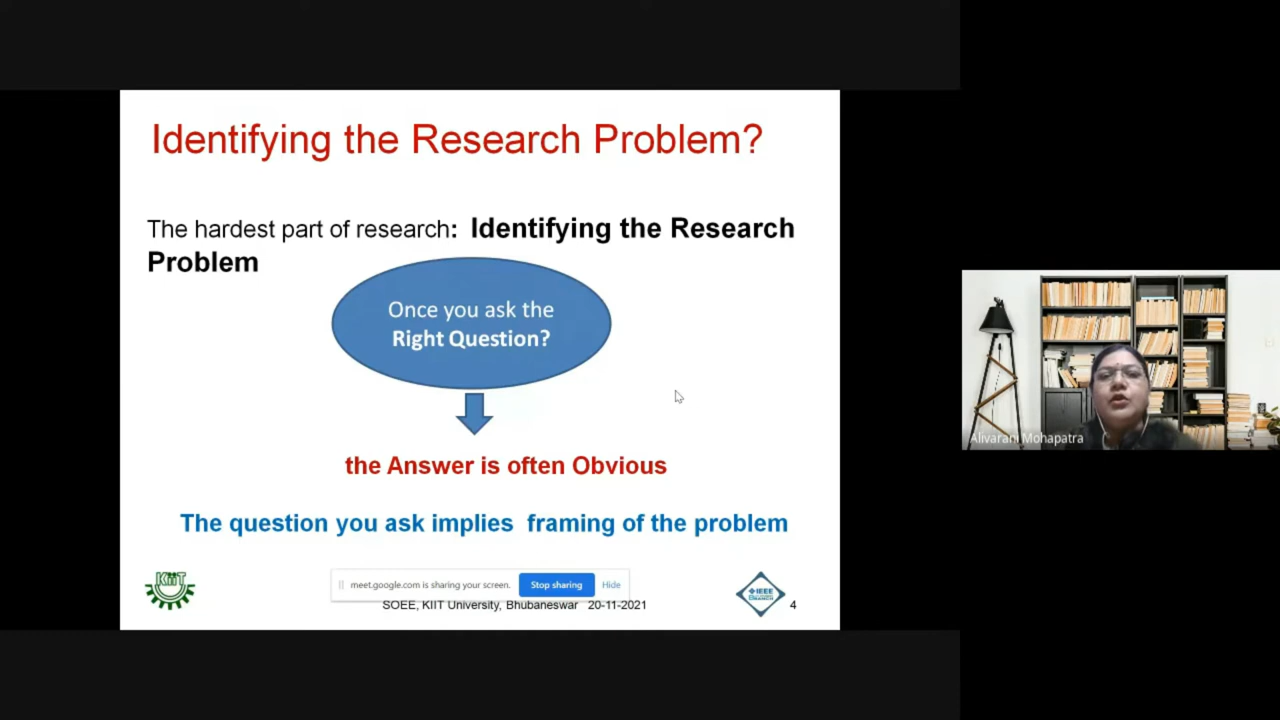 Identifying the Research Problem?
The hardest part of research: Identifying the Research
Problem
Once you ask the
Right Question?
the Answer is often Obvious
The question you ask implies framing of the problem
KiiT
meet.google.com is sharing your screen. Stop sharing Hide
IEEE
SOEE, KIIT University, Bhubaneswar 20-11-2021
4
Alivarani Mohapatra